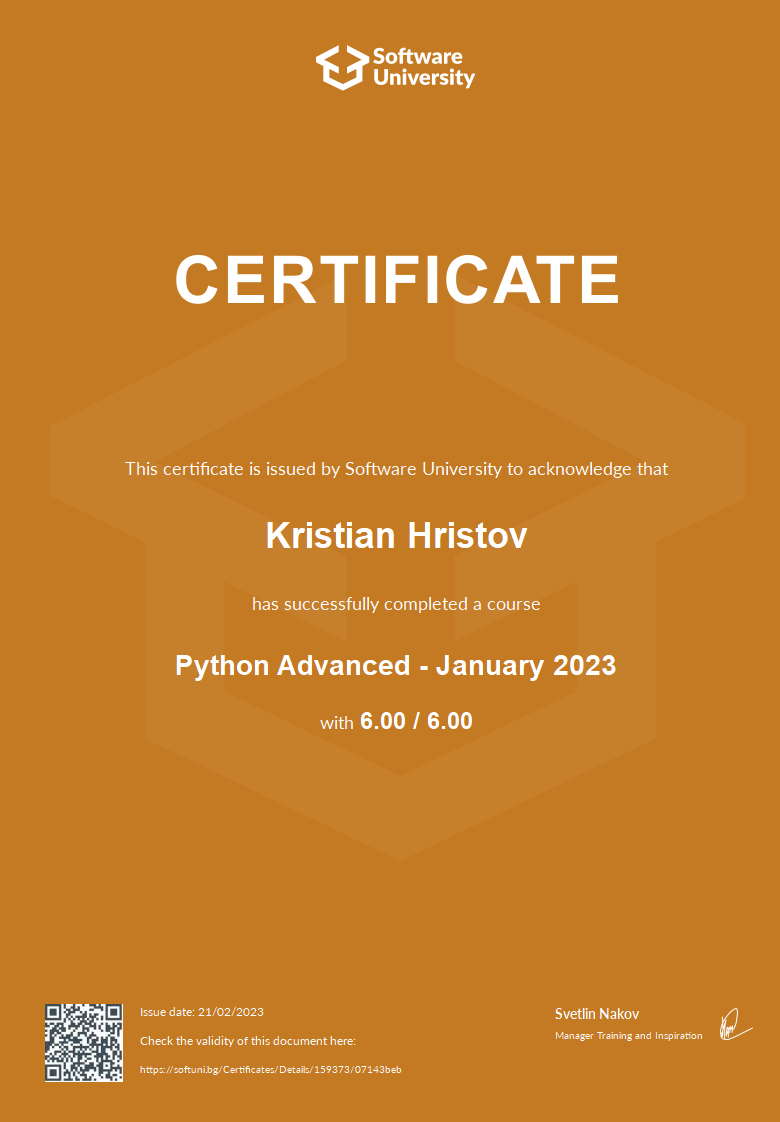 Software
University
CERTIFICATE
This certificate is issued by Software University to acknowledge that
Kristian Hristov
has successfully completed a course
Python Advanced - January 2023
with 6.00 / 6.00
Issue date: 21/02/2023
Check the validity of this document here:
https://softuni.bg/Certificates/Details/159373/07143beb
Svetlin Nakov
Manager Training and Inspiration